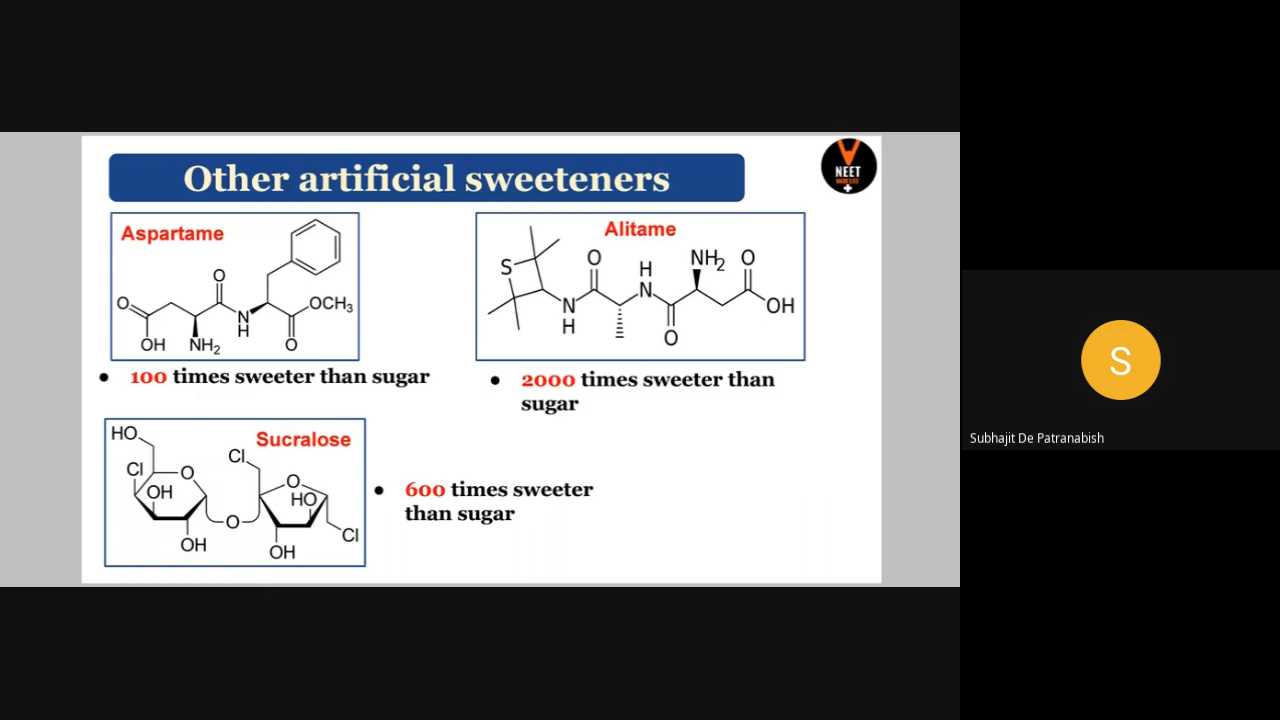 Other artificial sweeteners
NEET
Aspartame
O
O
OH
NH2
N
H
OCH3
O
Alitame
S
N
H
O
H
N
O
NH2
O
OH
• 100 times sweeter than sugar
• 2000 times sweeter than
sugar
HO
Cl
O
OH
OH
O
Sucralose
Cl
O
HO
OH
Cl
• 600 times sweeter
than sugar
S
Subhajit De Patranabish